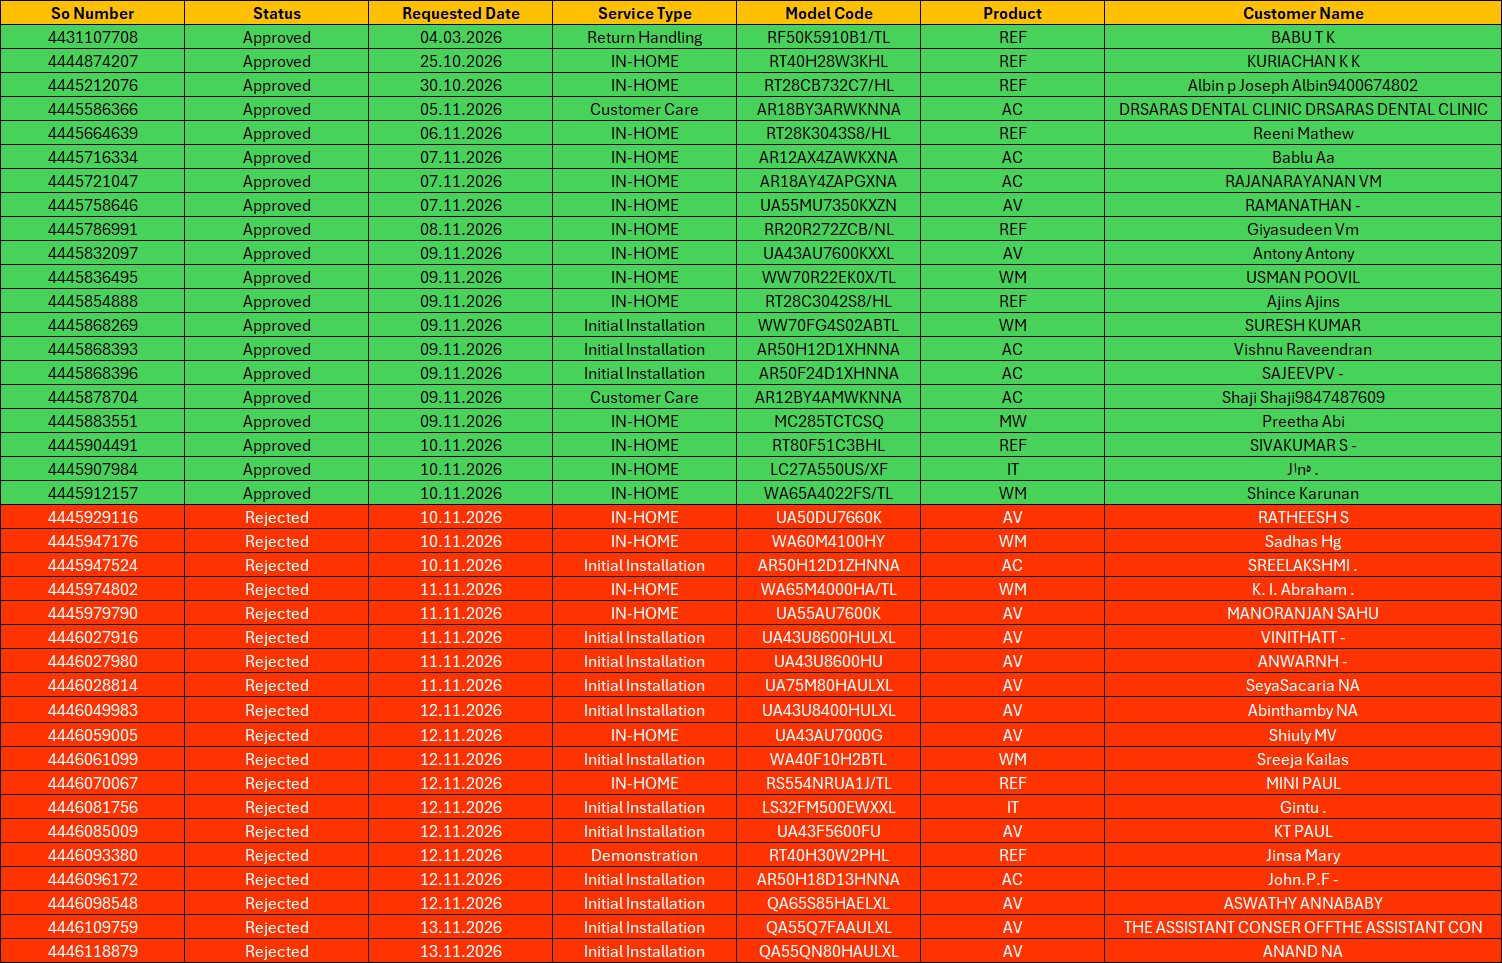 So Number Status Requested Date Service Type Model Code Product Customer Name
4431107708 Approved 04.03.2026 Return Handling RF50K5910B1/TL REF BABU T K
4444874207 Approved 25.10.2026 IN-HOME RT40H28W3KHL REF KURIACHAN K K
4445212076 Approved 30.10.2026 IN-HOME RT28CB732C7/HL REF Albin p Joseph Albin9400674802
4445586366 Approved 05.11.2026 Customer Care AR18BY3ARWKNNA AC DRSARAS DENTAL CLINIC DRSARAS DENTAL CLINIC
4445664639 Approved 06.11.2026 IN-HOME RT28K3043S8/HL REF Reeni Mathew
4445716334 Approved 07.11.2026 IN-HOME AR12AX4ZAWKXNA AC Bablu Aa
4445721047 Approved 07.11.2026 IN-HOME AR18AY4ZAPGXNA AC RAJANARAYANAN VM
4445758646 Approved 07.11.2026 IN-HOME UA55MU7350KXZN AV RAMANATHAN -
4445786991 Approved 08.11.2026 IN-HOME RR20R272ZCB/NL REF Giyasudeen Vm
4445832097 Approved 09.11.2026 IN-HOME UA43AU7600KXXL AV Antony Antony
4445836495 Approved 09.11.2026 IN-HOME WW70R22EK0X/TL WM USMAN POOVIL
4445854888 Approved 09.11.2026 IN-HOME RT28C3042S8/HL REF Ajins Ajins
4445868269 Approved 09.11.2026 Initial Installation WW70FG4S02ABTL WM SURESH KUMAR
4445868393 Approved 09.11.2026 Initial Installation AR50H12D1XHNNA AC Vishnu Raveendran
4445868396 Approved 09.11.2026 Initial Installation AR50F24D1XHNNA AC SAJEEVPV -
4445878704 Approved 09.11.2026 Customer Care AR12BY4AMWKNNA AC Shaji Shaji9847487609
4445883551 Approved 09.11.2026 IN-HOME MC285TCTCSQ MW Preetha Abi
4445904491 Approved 10.11.2026 IN-HOME RT80F51C3BHL REF SIVAKUMAR S -
4445907984 Approved 10.11.2026 IN-HOME LC27A550US/XF IT
4445912157 Approved 10.11.2026 IN-HOME WA65A4022FS/TL WM Shince Karunan
4445929116 Rejected 10.11.2026 IN-HOME UA50DU7660K AV RATHEESH S
4445947176 Rejected 10.11.2026 IN-HOME WA60M4100HY WM Sadhas Hg
4445947524 Rejected 10.11.2026 Initial Installation AR50H12D1ZHNNA AC SREELAKSHMI .
4445974802 Rejected 11.11.2026 IN-HOME WA65M4000HA/TL WM K. I. Abraham .
4445979790 Rejected 11.11.2026 IN-HOME UA55AU7600K AV MANORANJAN SAHU
4446027916 Rejected 11.11.2026 Initial Installation UA43U8600HULXL AV VINITHATT -
4446027980 Rejected 11.11.2026 Initial Installation UA43U8600HU AV ANWARNH -
4446028814 Rejected 11.11.2026 Initial Installation UA75M80HAULXL AV SeyaSacaria NA
4446049983 Rejected 12.11.2026 Initial Installation UA43U8400HULXL AV Abinthamby NA
4446059005 Rejected 12.11.2026 IN-HOME UA43AU7000G AV Shiuly MV
4446061099 Rejected 12.11.2026 Initial Installation WA40F10H2BTL WM Sreeja Kailas
4446070067 Rejected 12.11.2026 IN-HOME RS554NRUA1J/TL REF MINI PAUL
4446081756 Rejected 12.11.2026 Initial Installation LS32FM500EWXXL IT Gintu .
4446085009 Rejected 12.11.2026 Initial Installation UA43F5600FU AV KT PAUL
4446093380 Rejected 12.11.2026 Demonstration RT40H30W2PHL REF Jinsa Mary
4446096172 Rejected 12.11.2026 Initial Installation AR50H18D13HNNA AC John.P.F -
4446098548 Rejected 12.11.2026 Initial Installation QA65S85HAELXL AV ASWATHY ANNABABY
4446109759 Rejected 13.11.2026 Initial Installation QA55Q7FAAULXL AV THE ASSISTANT CONSER OFFTHE ASSISTANT CON
4446118879 Rejected 13.11.2026 Initial Installation QA55QN80HAULXL AV ANAND NA